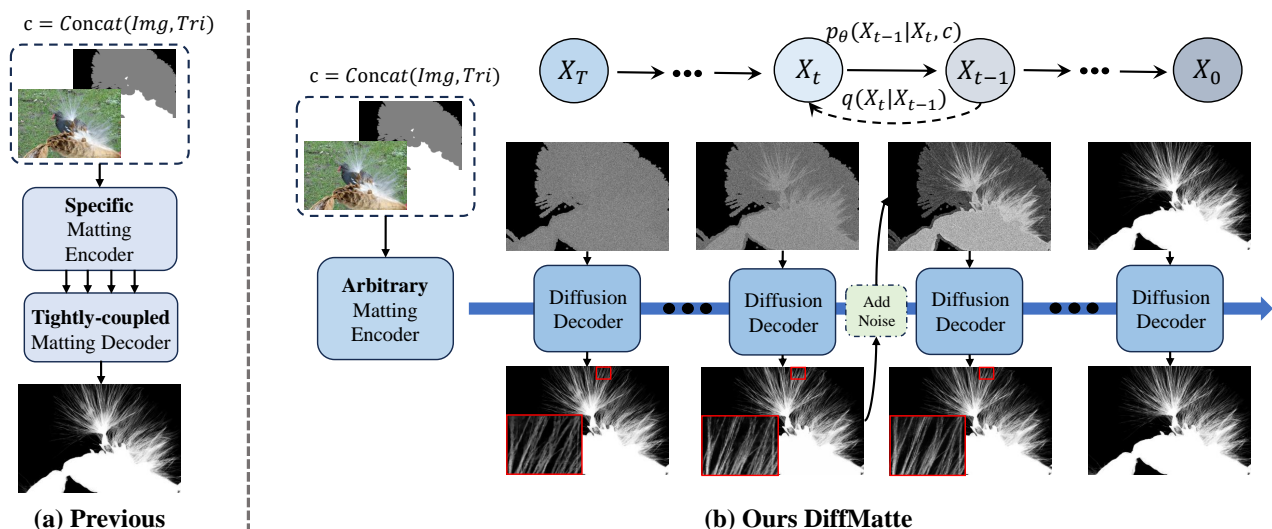 c = Concat(Img, Tri)
Specific
Matting
Encoder
Tightly-coupled
Matting Decoder
(a) Previous
c = Concat(Img, Tri)
Arbitrary
Matting
Encoder
X_T
•••
X_t
p_θ(X_{t−1}|X_t, c)
q(X_t|X_{t−1})
X_{t−1}
•••
X_0
Diffusion
Decoder
•••
Diffusion
Decoder
Add
Noise
Diffusion
Decoder
•••
Diffusion
Decoder
(b) Ours DiffMatte